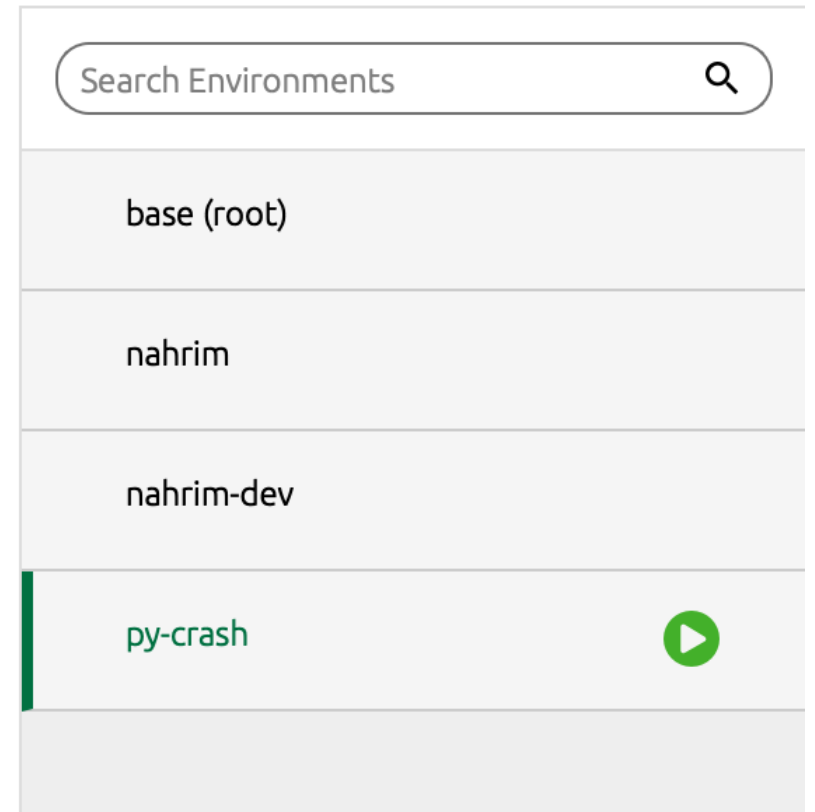 Search Environments
base (root)
nahrim
nahrim-dev
py-crash